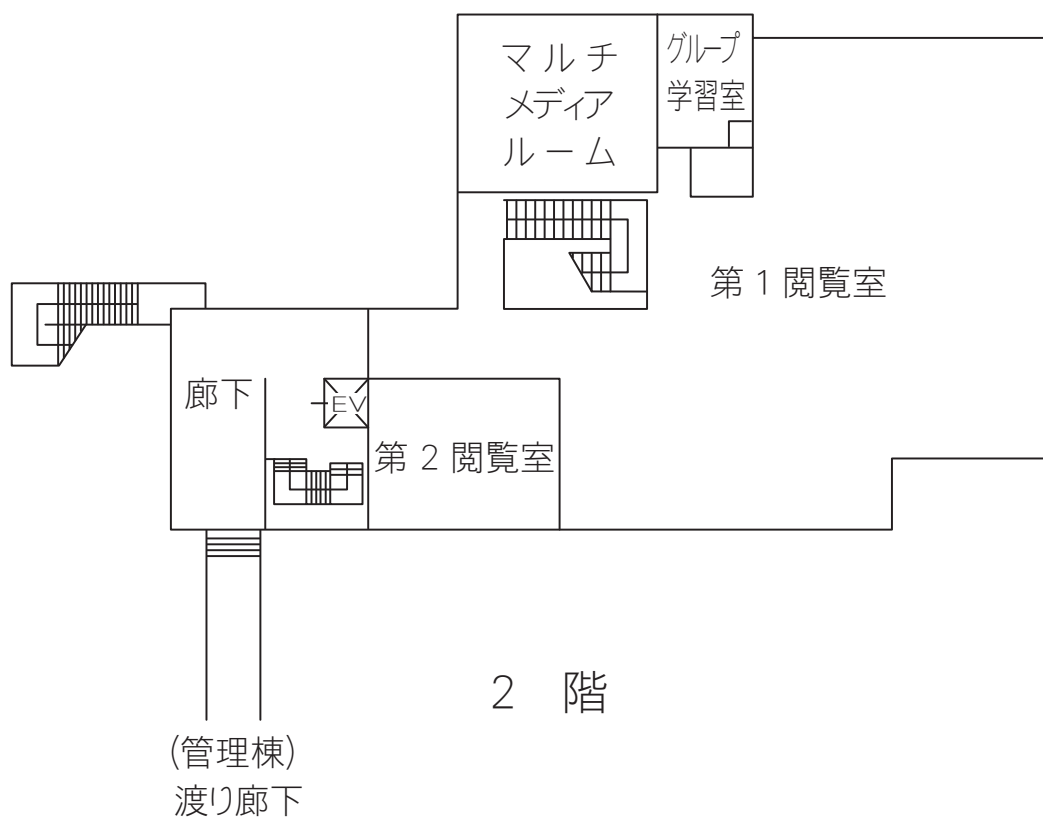 マルチ
メディア
ルーム
グループ
学習室
第1閲覧室
廊下
EV
第2閲覧室
2 階
(管理棟)
渡り廊下